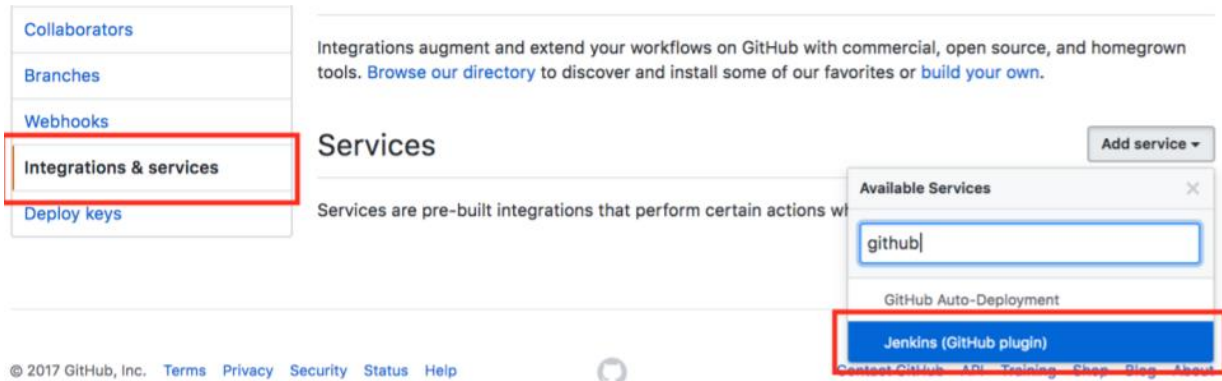 Collaborators
Branches
Webhooks
Integrations & services
Deploy keys
Integrations augment and extend your workflows on GitHub with commercial, open source, and homegrown
tools. Browse our directory to discover and install some of our favorites or build your own.
Services
Add service
Services are pre-built integrations that perform certain actions wh
Available Services
github
GitHub Auto-Deployment
Jenkins (GitHub plugin)
© 2017 GitHub, Inc. Terms Privacy Security Status Help
Contact GitHub API Training Shop Blog About